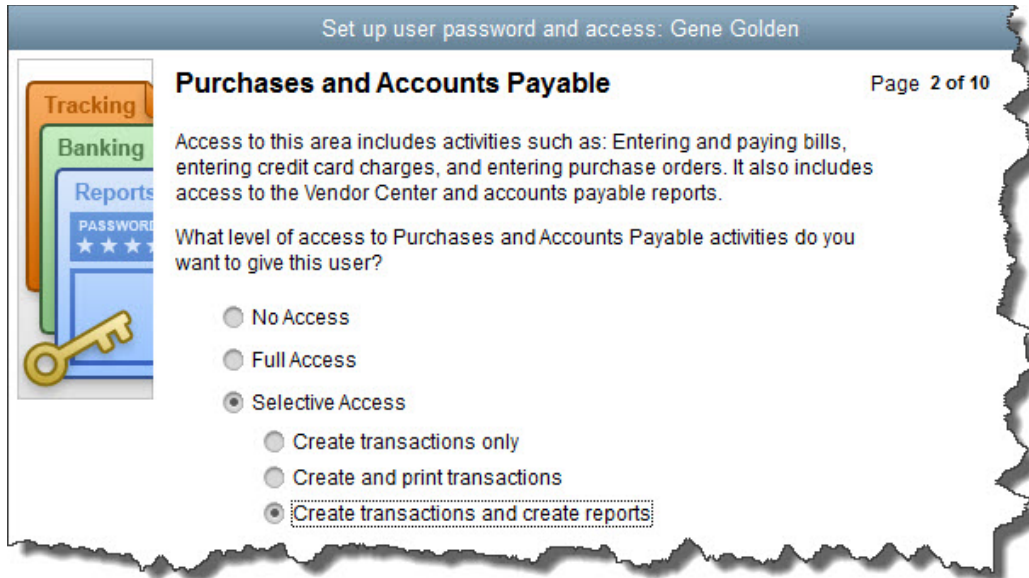 Set up user password and access: Gene Golden
Purchases and Accounts Payable
Page 2 of 10
Tracking
Banking
Reports
PASSWORD
Access to this area includes activities such as: Entering and paying bills,
entering credit card charges, and entering purchase orders. It also includes
access to the Vendor Center and accounts payable reports.
What level of access to Purchases and Accounts Payable activities do you
want to give this user?
No Access
Full Access
Selective Access
Create transactions only
Create and print transactions
Create transactions and create reports